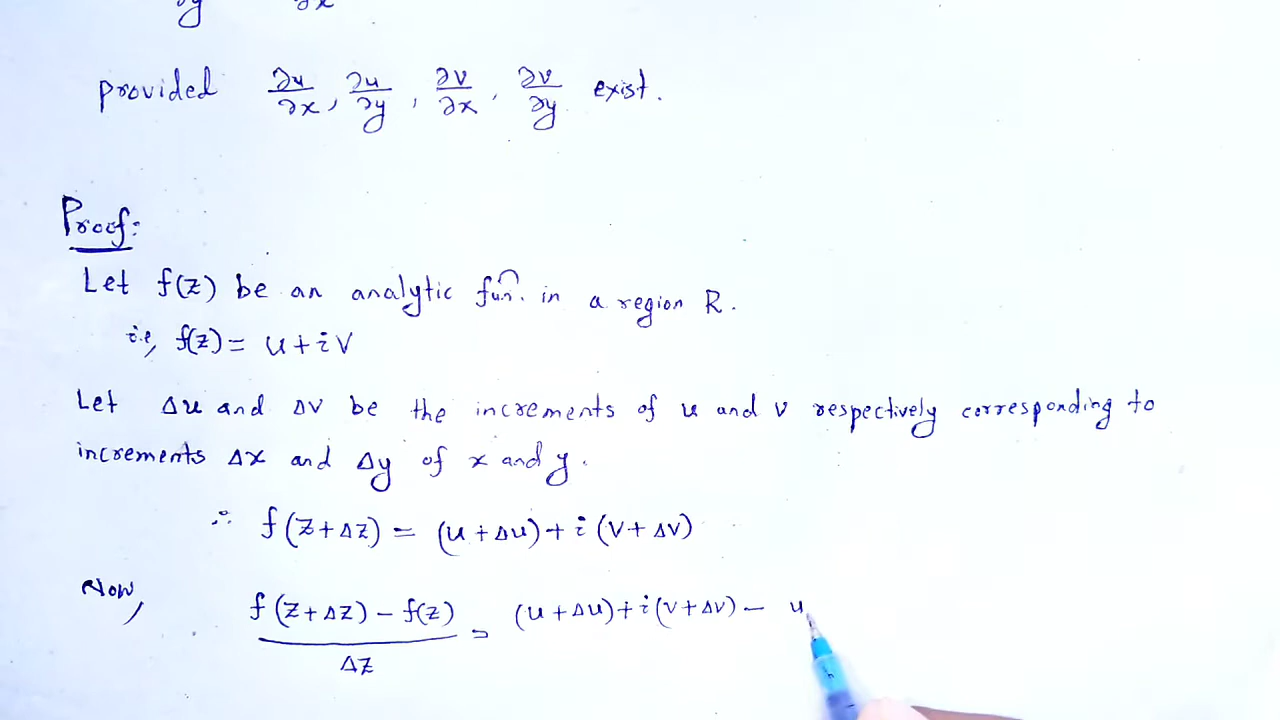 ∂y ∂x
provided ∂u/∂x, ∂u/∂y, ∂v/∂x, ∂v/∂y exist.
Proof:
Let f(z) be an analytic fun. in a region R.
i.e, f(z) = u + iv
Let Δu and Δv be the increments of u and v respectively corresponding to
increments Δx and Δy of x and y.
∴ f(z+Δz) = (u+Δu) + i(v+Δv)
Now, (f(z+Δz) - f(z))/Δz = (u+Δu) + i(v+Δv) - u